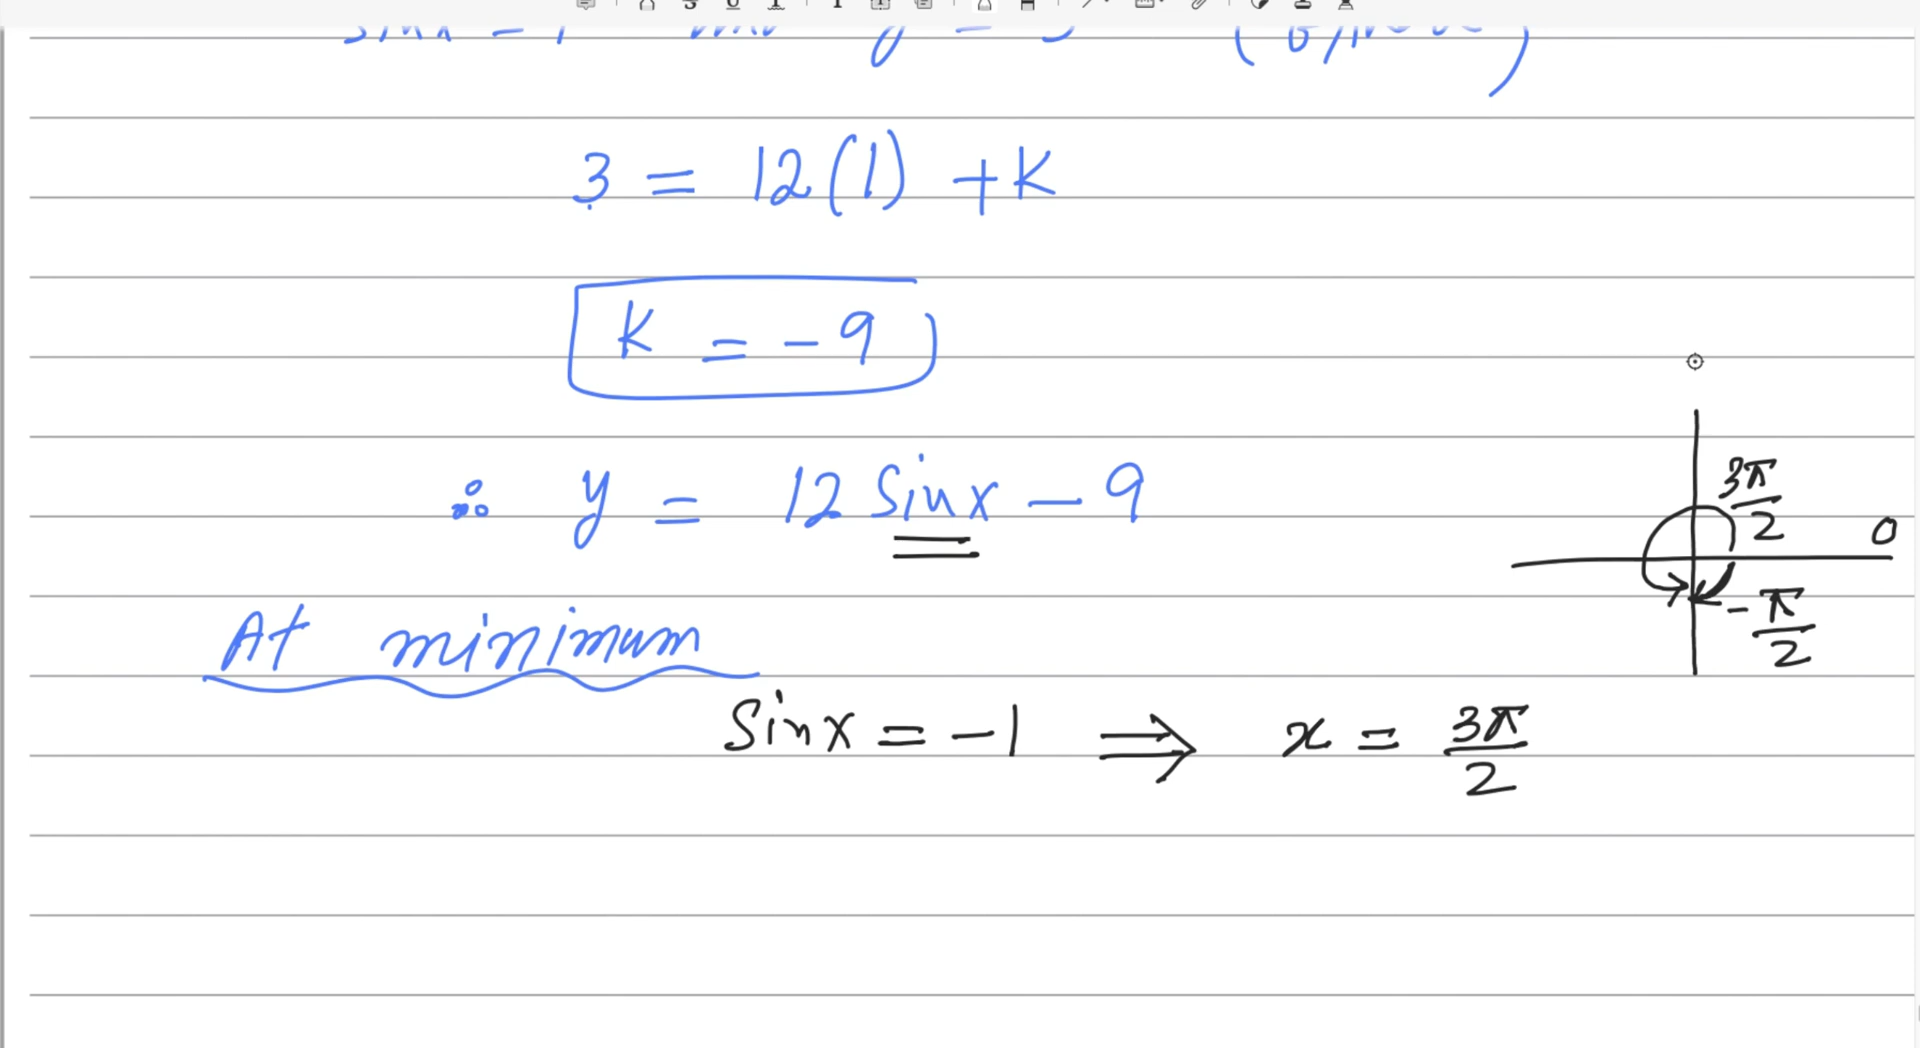 3 = 12(1) + K
K = -9
∴ y = 12 Sinx - 9
3π/2
0
-π/2
At minimum
Sinx = -1 ⇒ x = 3π/2